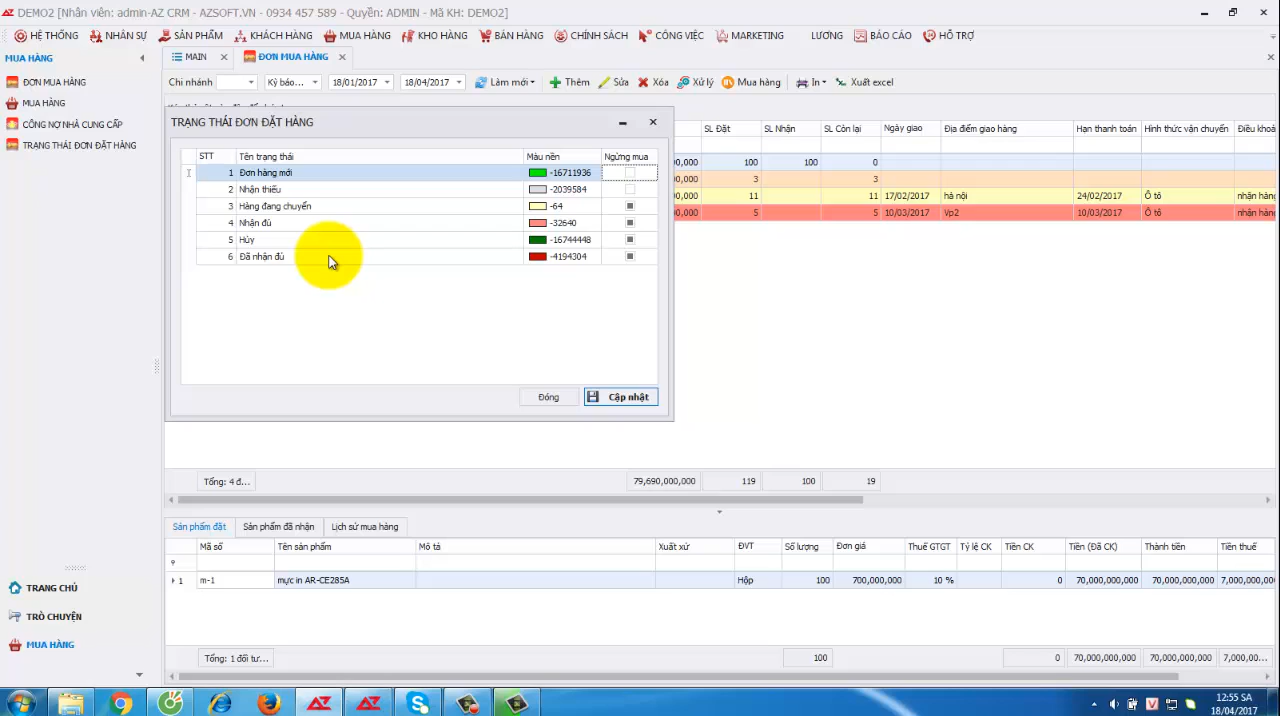 DEMO2 [Nhân viên: admin-AZ CRM - AZSOFT.VN - 0934 457 589 - Quyền: ADMIN - Mã KH: DEMO2]
HỆ THỐNG NHÂN SỰ SẢN PHẨM KHÁCH HÀNG MUA HÀNG KHO HÀNG BÁN HÀNG CHÍNH SÁCH CÔNG VIỆC MARKETING LƯƠNG BÁO CÁO HỖ TRỢ
MUA HÀNG
MAIN ĐƠN MUA HÀNG
ĐƠN MUA HÀNG
MUA HÀNG
CÔNG NỢ NHÀ CUNG CẤP
TRẠNG THÁI ĐƠN ĐẶT HÀNG
Chi nhánh Kỳ báo... 18/01/2017 18/04/2017 Làm mới Thêm Sửa Xóa Xử lý Mua hàng In Xuất excel
TRẠNG THÁI ĐƠN ĐẶT HÀNG
STT Tên trạng thái Màu nền Ngừng mua
1 Đơn hàng mới -16711936
2 Nhận thiếu -2039584
3 Hàng đang chuyển -64
4 Nhận đủ -32640
5 Hủy -16744448
6 Đã nhận đủ -4194304
Đóng Cập nhật
SL Đặt SL Nhận SL Còn lại Ngày giao Địa điểm giao hàng Hạn thanh toán Hình thức vận chuyển Điều khoả
00,000 100 100 0
00,000 3 3
00,000 11 11 17/02/2017 hà nội 24/02/2017 Ô tô nhận hàng
00,000 5 5 10/03/2017 Vp2 10/03/2017 Ô tô nhận hàn
Tổng: 4 đ... 79,690,000,000 119 100 19
Sản phẩm đặt Sản phẩm đã nhận Lịch sử mua hàng
Mã số Tên sản phẩm Mô tả Xuất xứ ĐVT Số lượng Đơn giá Thuế GTGT Tỷ lệ CK Tiền CK Tiền (Đã CK) Thành tiền Tiền thuế
1 m-1 mực in AR-CE285A Hộp 100 700,000,000 10 % 0 70,000,000,000 70,000,000,000 7,000,000,000
Tổng: 1 đối tư... 100 0 70,000,000,000 70,000,000,000 7,000,00...
TRANG CHỦ
TRÒ CHUYỆN
MUA HÀNG
12:55 SA
18/04/2017